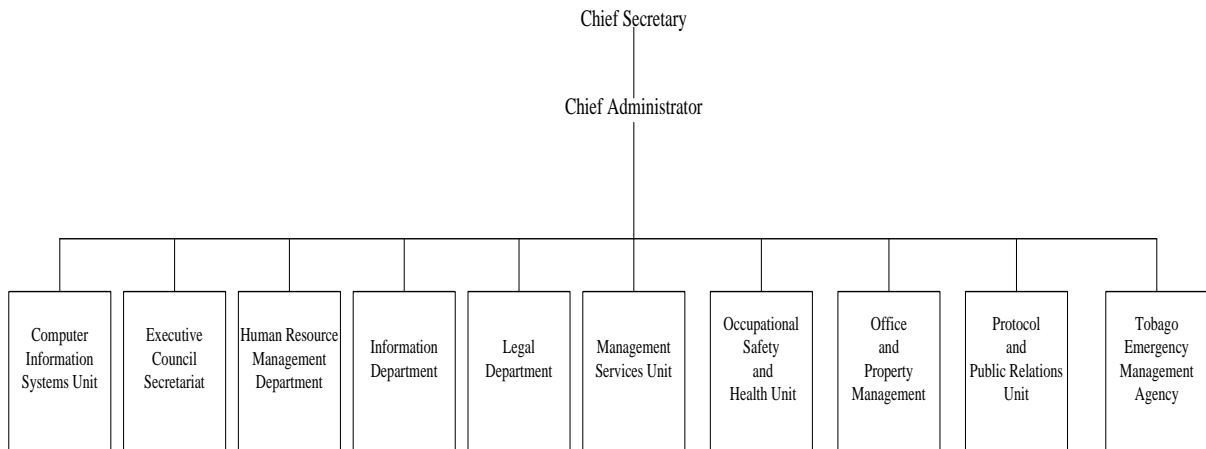 Chief Secretary
Chief Administrator
Computer
Information
Systems Unit
Executive
Council
Secretariat
Human Resource
Management
Department
Information
Department
Legal
Department
Management
Services Unit
Occupational
Safety
and
Health Unit
Office
and
Property
Management
Protocol
and
Public Relations
Unit
Tobago
Emergency
Management
Agency